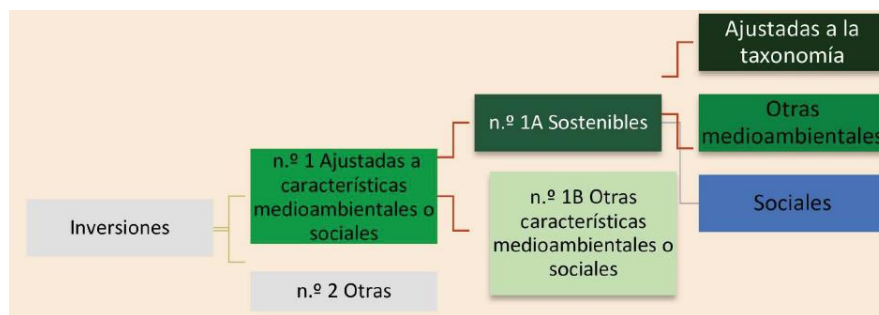 Inversiones
n.º 1 Ajustadas a
características
medioambientales o
sociales
n.º 2 Otras
n.º 1A Sostenibles
n.º 1B Otras
características
medioambientales o
sociales
Ajustadas a la
taxonomía
Otras
medioambientales
Sociales